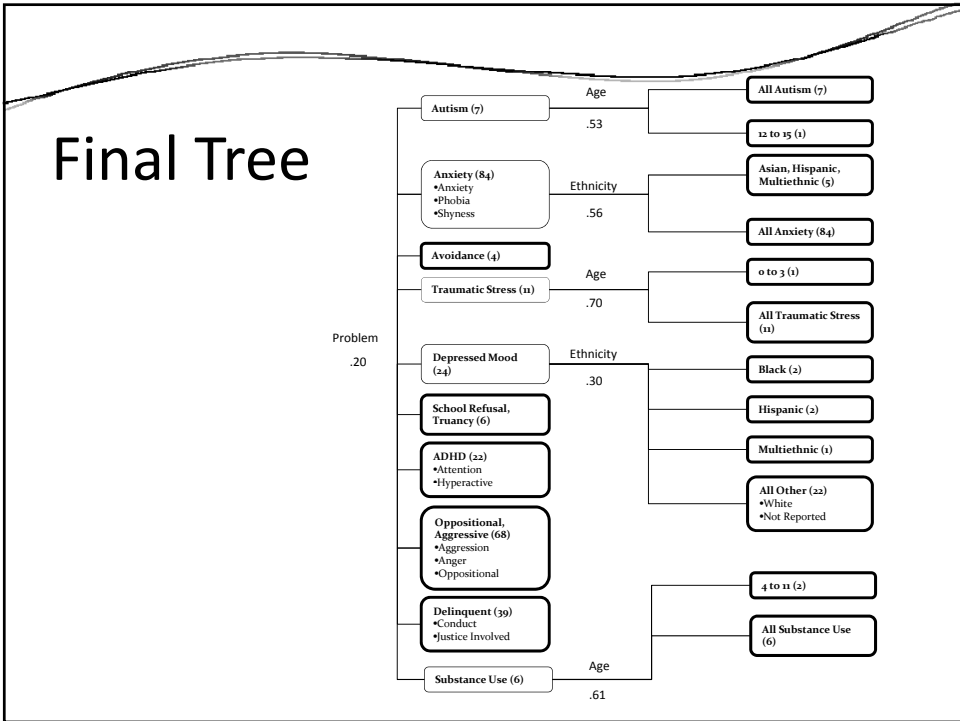 Final Tree
Problem
.20
Autism (7)
Age
.53
All Autism (7)
12 to 15 (1)
Anxiety (84)
•Anxiety
•Phobia
•Shyness
Ethnicity
.56
Asian, Hispanic,
Multiethnic (5)
All Anxiety (84)
Avoidance (4)
Traumatic Stress (11)
Age
.70
0 to 3 (1)
All Traumatic Stress
(11)
Depressed Mood
(24)
Ethnicity
.30
Black (2)
Hispanic (2)
Multiethnic (1)
All Other (22)
•White
•Not Reported
School Refusal,
Truancy (6)
ADHD (22)
•Attention
•Hyperactive
Oppositional,
Aggressive (68)
•Aggression
•Anger
•Oppositional
Delinquent (39)
•Conduct
•Justice Involved
Substance Use (6)
Age
.61
4 to 11 (2)
All Substance Use
(6)